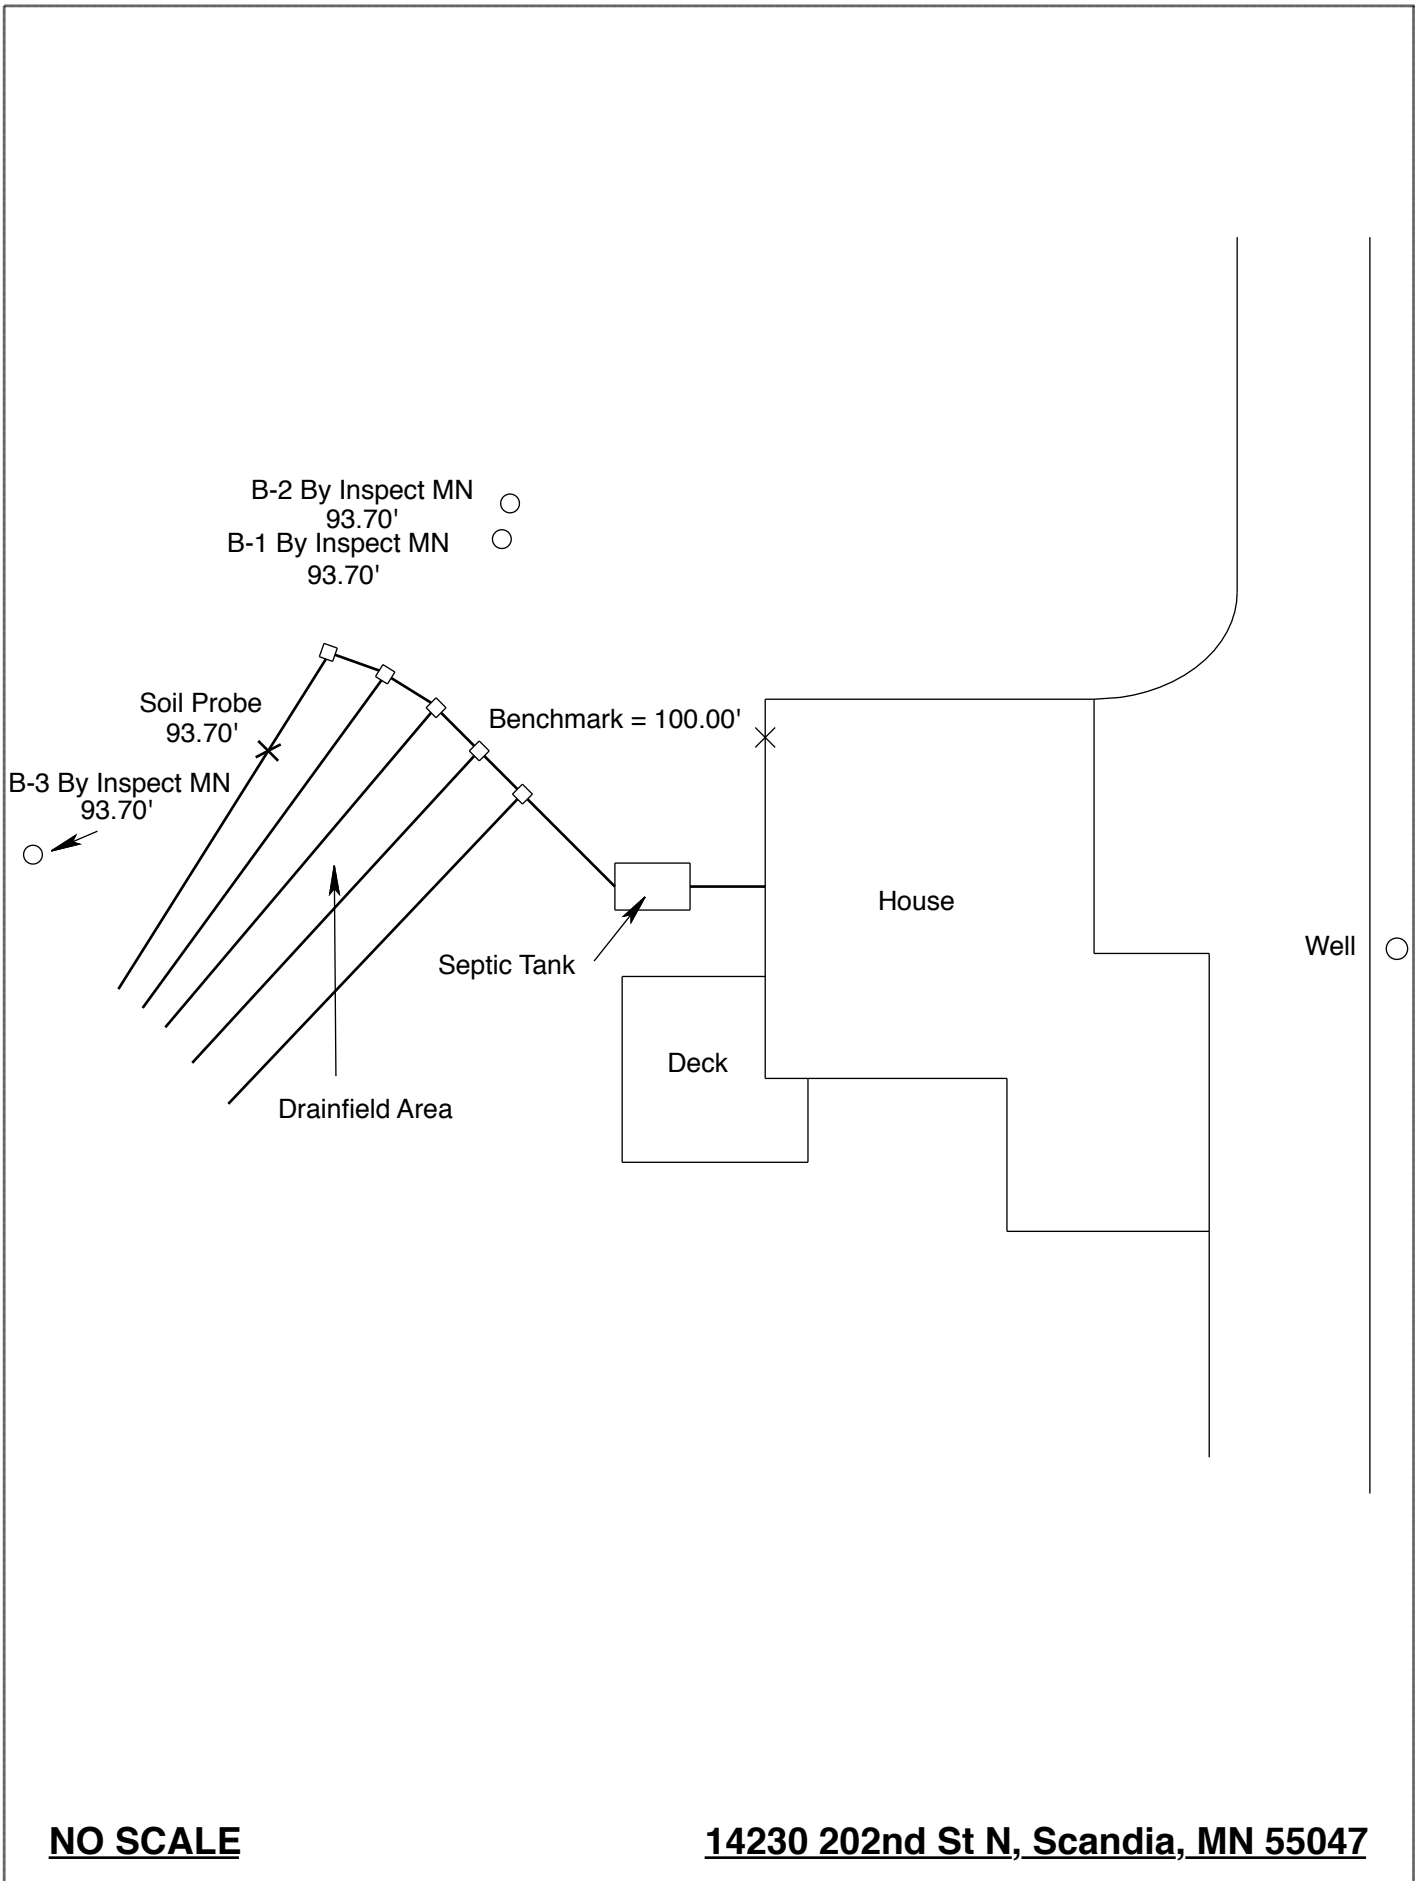 B-2 By Inspect MN
93.70'
B-1 By Inspect MN
93.70'
Soil Probe
93.70'
Benchmark = 100.00'
B-3 By Inspect MN
93.70'
House
Well
Septic Tank
Deck
Drainfield Area
NO SCALE
14230 202nd St N, Scandia, MN 55047